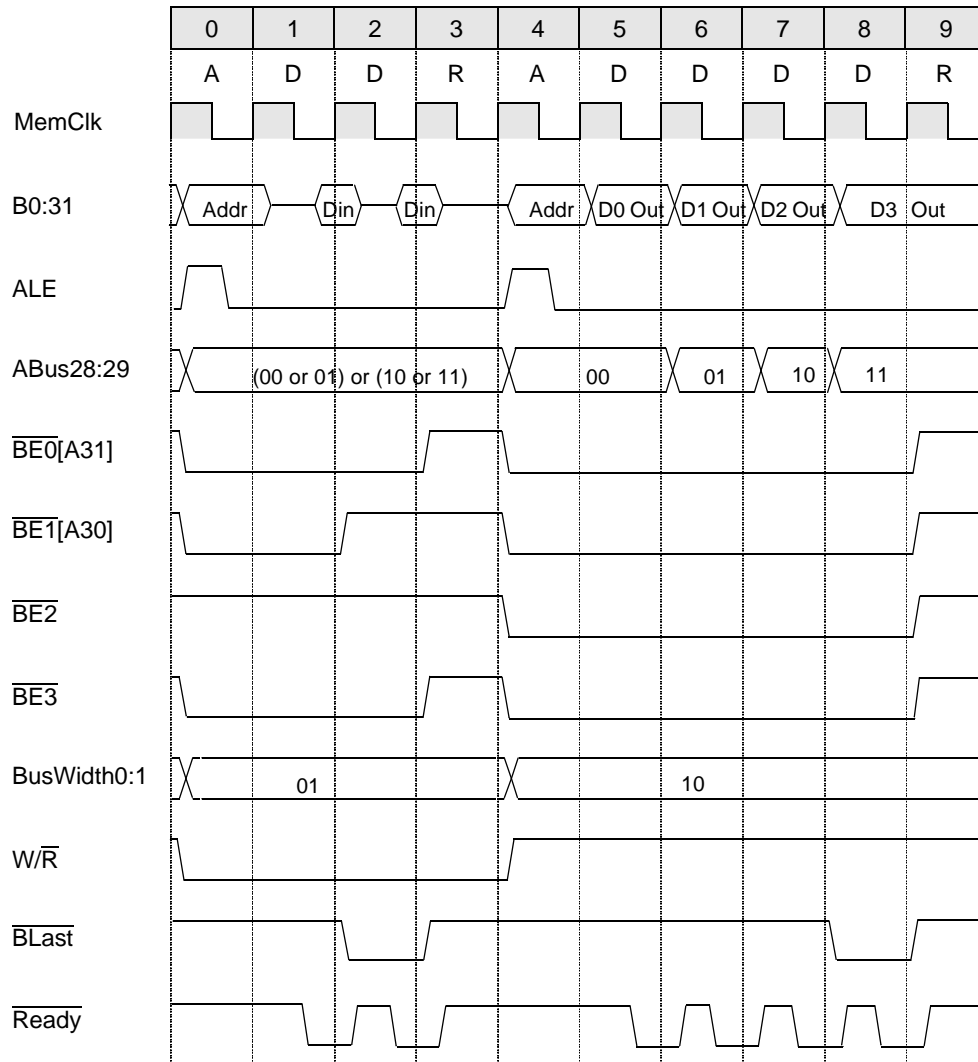 0 1 2 3 4 5 6 7 8 9
A D D R A D D D D R
MemClk
B0:31 Addr Din Din Addr D0 Out D1 Out D2 Out D3 Out
ALE
ABus28:29 (00 or 01) or (10 or 11) 00 01 10 11
BE0[A31]
BE1[A30]
BE2
BE3
BusWidth0:1 01 10
W/R
BLast
Ready